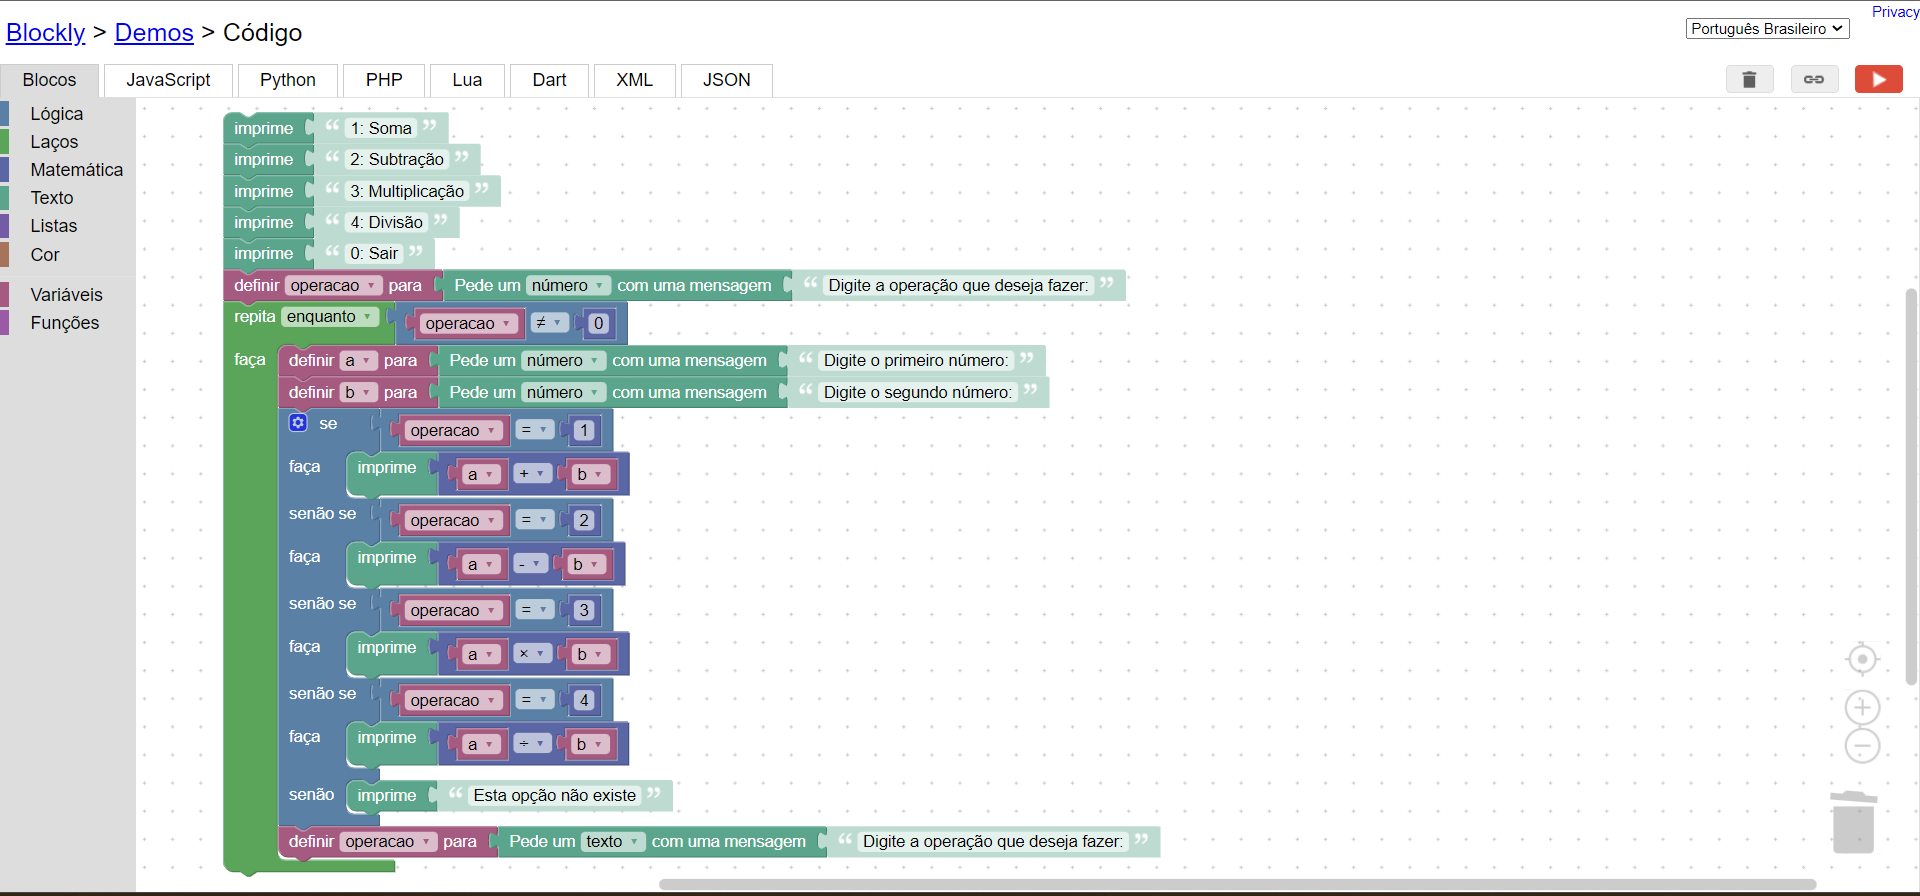 Privacy
Blockly > Demos > Código
Português Brasileiro
Blocos JavaScript Python PHP Lua Dart XML JSON
Lógica
Laços
Matemática
Texto
Listas
Cor
Variáveis
Funções
imprime “ 1: Soma ”
imprime “ 2: Subtração ”
imprime “ 3: Multiplicação ”
imprime “ 4: Divisão ”
imprime “ 0: Sair ”
definir operacao para Pede um número com uma mensagem “ Digite a operação que deseja fazer: ”
repita enquanto operacao ≠ 0
faça definir a para Pede um número com uma mensagem “ Digite o primeiro número: ”
definir b para Pede um número com uma mensagem “ Digite o segundo número: ”
se operacao = 1
faça imprime a + b
senão se operacao = 2
faça imprime a - b
senão se operacao = 3
faça imprime a × b
senão se operacao = 4
faça imprime a ÷ b
senão imprime “ Esta opção não existe ”
definir operacao para Pede um texto com uma mensagem “ Digite a operação que deseja fazer: ”